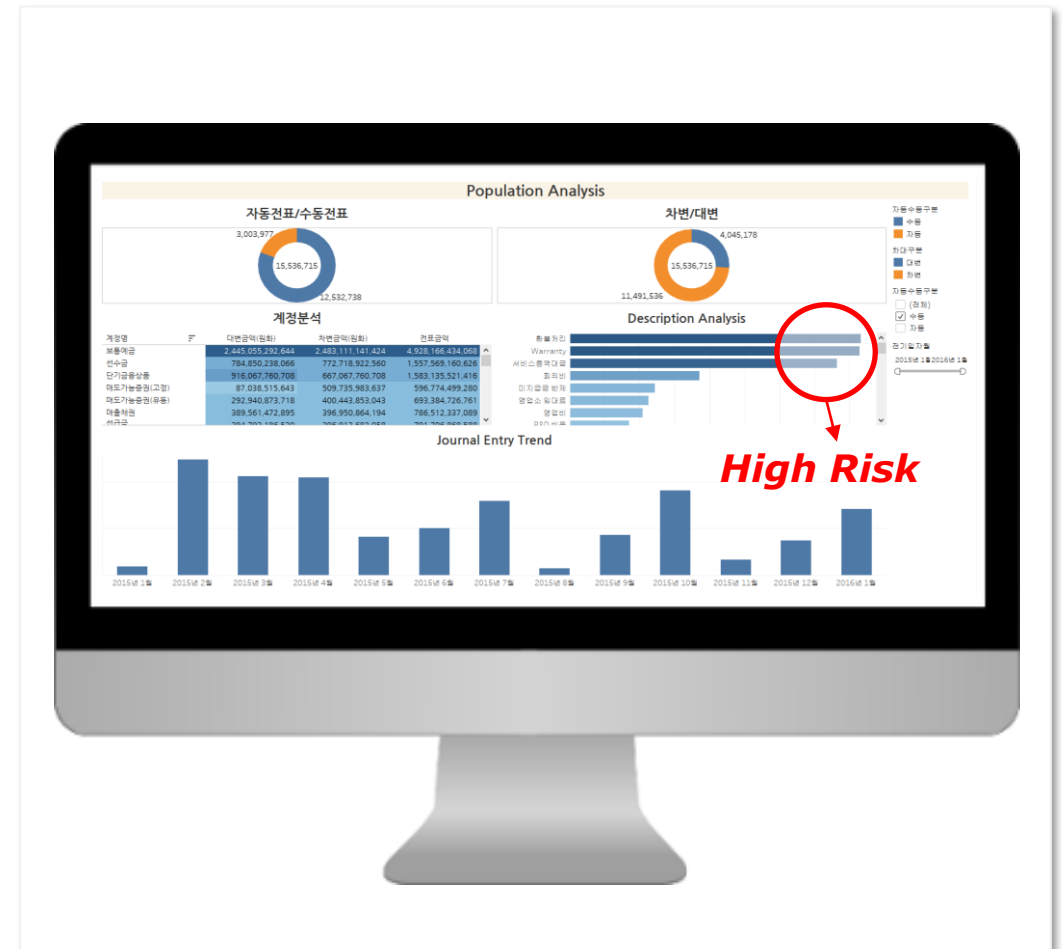 Population Analysis
자동전표/수동전표
3,003,977
15,536,715
12,532,738
차변/대변
4,045,178
15,536,715
11,491,536
자동수동구분
수동
자동
차대구분
대변
차변
자동수동구분
(전체)
수동
자동
전기일자월
2015년 1월2016년 1월
계정분석
계정명 대변금액(원화) 차변금액(원화) 전표금액
보통예금 2,445,055,292,644 2,483,111,141,424 4,928,166,434,068
선수금 784,850,238,066 772,718,922,560 1,557,569,160,626
단기금융상품 916,067,760,708 667,067,760,708 1,583,135,521,416
매도가능증권(고정) 87,038,515,643 509,735,983,637 596,774,499,280
매도가능증권(유동) 292,940,873,718 400,443,853,043 693,384,726,761
매출채권 389,561,472,895 396,950,864,194 786,512,337,089
선급금
Description Analysis
환불처리
Warranty
서비스용역대금
회의비
미지급금 반제
영업소 임대료
영업비
High Risk
Journal Entry Trend
2015년 1월 2015년 2월 2015년 3월 2015년 4월 2015년 5월 2015년 6월 2015년 7월 2015년 8월 2015년 9월 2015년 10월 2015년 11월 2015년 12월 2016년 1월